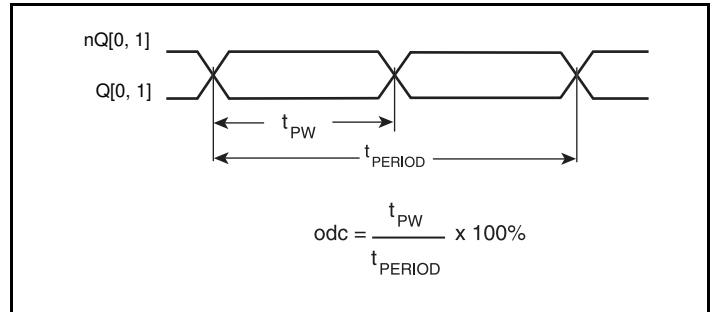 nQ[0, 1]
Q[0, 1]
tPW
tPERIOD
odc = tPW / tPERIOD x 100%